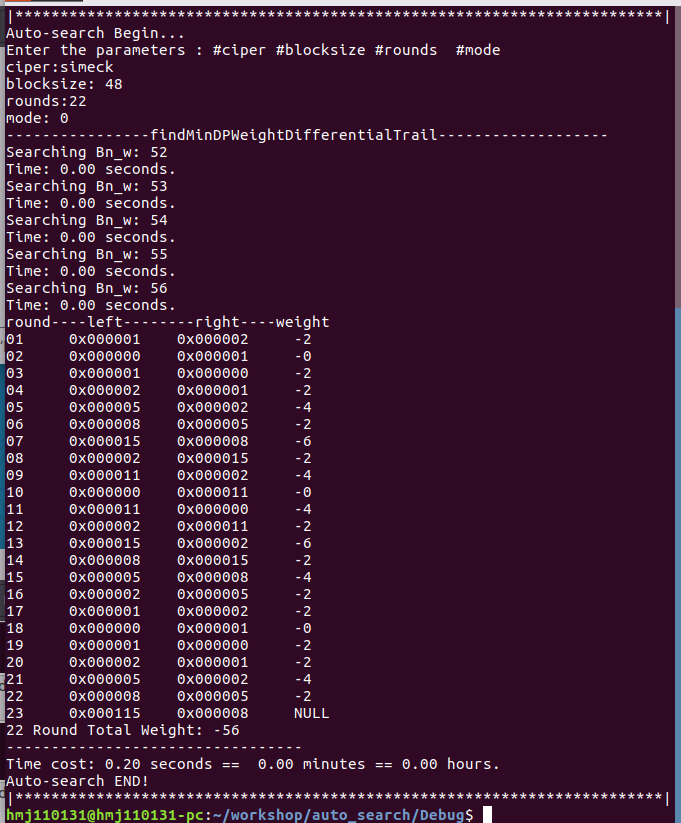 |************************************************************************|
Auto-search Begin...
Enter the parameters : #ciper #blocksize #rounds  #mode
ciper:simeck
blocksize: 48
rounds:22
mode: 0
----------------findMinDPWeightDifferentialTrail-------------------
Searching Bn_w: 52
Time: 0.00 seconds.
Searching Bn_w: 53
Time: 0.00 seconds.
Searching Bn_w: 54
Time: 0.00 seconds.
Searching Bn_w: 55
Time: 0.00 seconds.
Searching Bn_w: 56
Time: 0.00 seconds.
round----left--------right----weight
01     0x000001    0x000002     -2
02     0x000000    0x000001     -0
03     0x000001    0x000000     -2
04     0x000002    0x000001     -2
05     0x000005    0x000002     -4
06     0x000008    0x000005     -2
07     0x000015    0x000008     -6
08     0x000002    0x000015     -2
09     0x000011    0x000002     -4
10     0x000000    0x000011     -0
11     0x000011    0x000000     -4
12     0x000002    0x000011     -2
13     0x000015    0x000002     -6
14     0x000008    0x000015     -2
15     0x000005    0x000008     -4
16     0x000002    0x000005     -2
17     0x000001    0x000002     -2
18     0x000000    0x000001     -0
19     0x000001    0x000000     -2
20     0x000002    0x000001     -2
21     0x000005    0x000002     -4
22     0x000008    0x000005     -2
23     0x000115    0x000008     NULL
22 Round Total Weight: -56
---------------------------------
Time cost: 0.20 seconds ==  0.00 minutes == 0.00 hours.
Auto-search END!
|************************************************************************|
hmj110131@hmj110131-pc:~/workshop/auto_search/Debug$